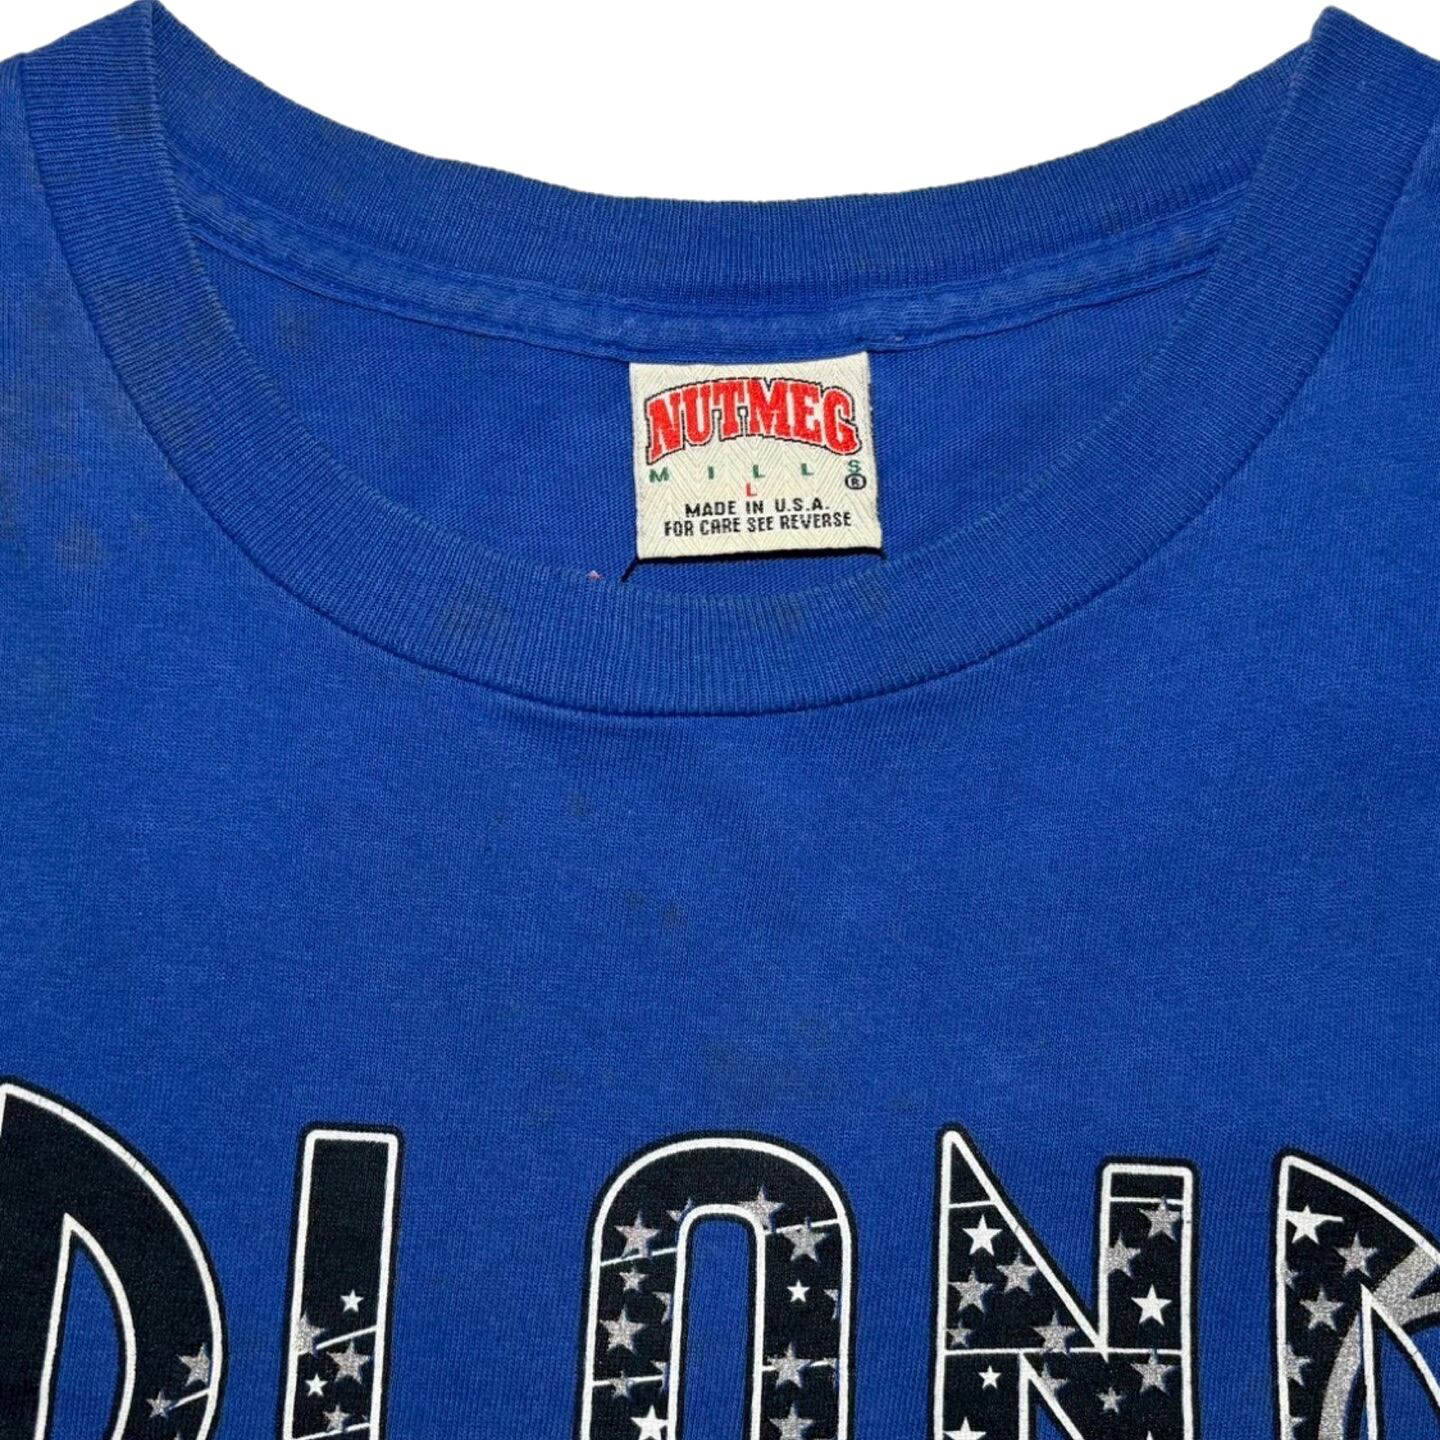 NUTMEG
MILLS ®
L
MADE IN U.S.A.
FOR CARE SEE REVERSE